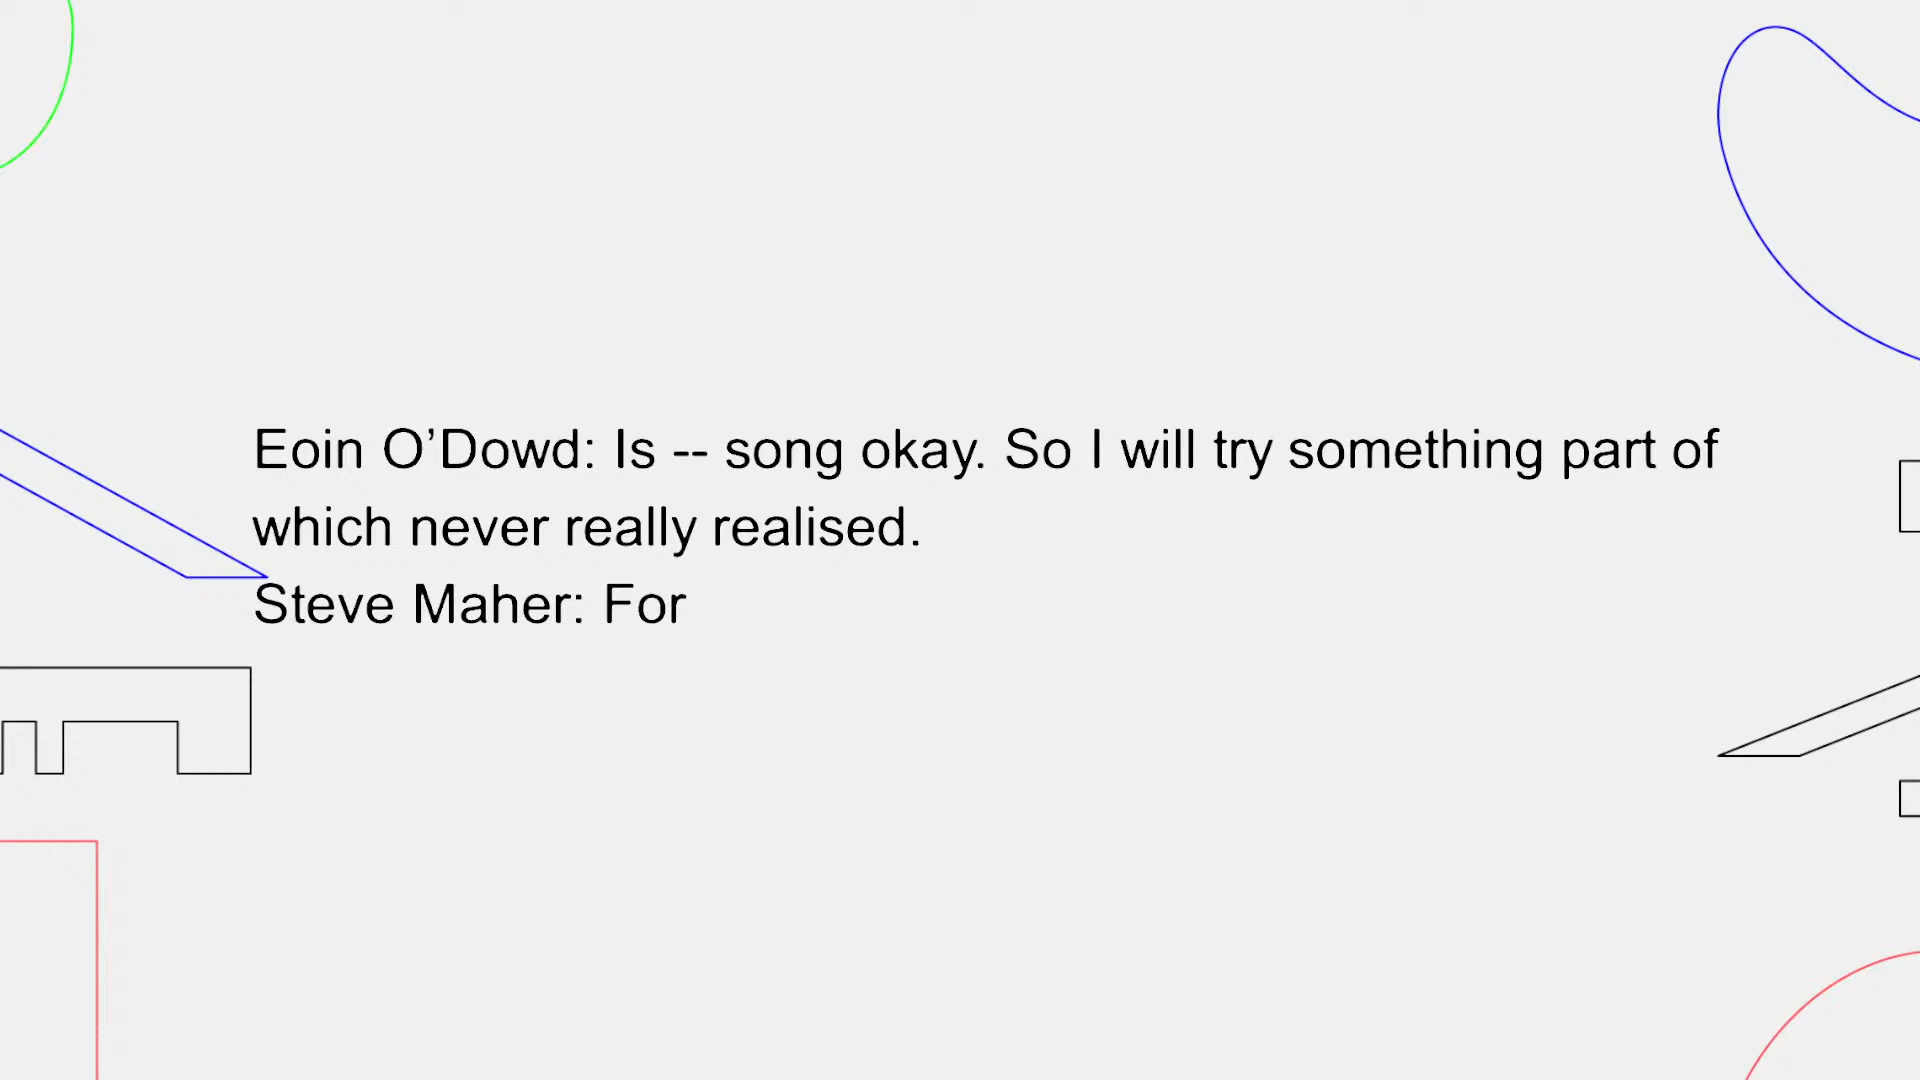 Eoin O’Dowd: Is -- song okay. So I will try something part of
which never really realised.
Steve Maher: For